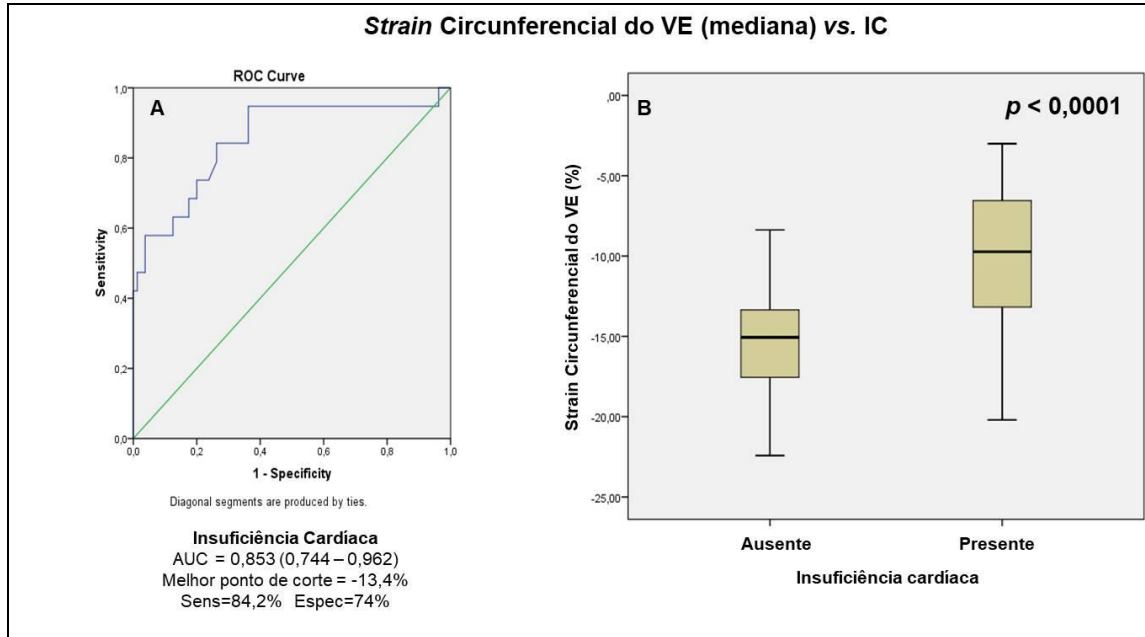 Strain Circunferencial do VE (mediana) vs. IC
ROC Curve
A
1,0
0,8
0,6
0,4
0,2
0,0
Sensitivity
0,0 0,2 0,4 0,6 0,8 1,0
1 - Specificity
Diagonal segments are produced by ties.
Insuficiência Cardíaca
AUC = 0,853 (0,744 – 0,962)
Melhor ponto de corte = -13,4%
Sens=84,2% Espec=74%
B
p < 0,0001
,00
-5,00
-10,00
-15,00
-20,00
-25,00
Strain Circunferencial do VE (%)
Ausente Presente
Insuficiência cardíaca